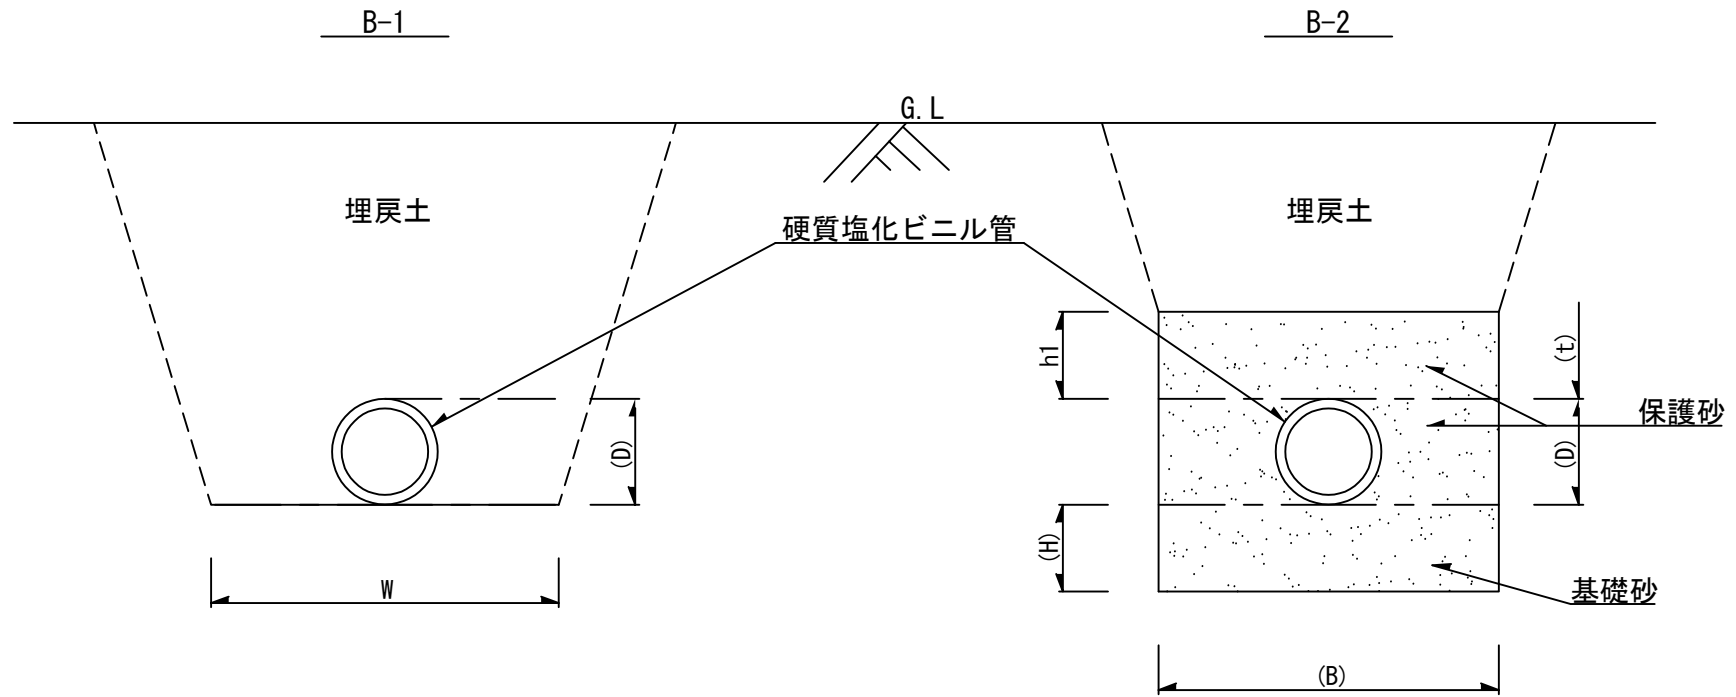 B-1
B-2
G.L
埋戻土
埋戻土
硬質塩化ビニル管
h1
(t)
保護砂
(D)
(D)
(H)
W
基礎砂
(B)